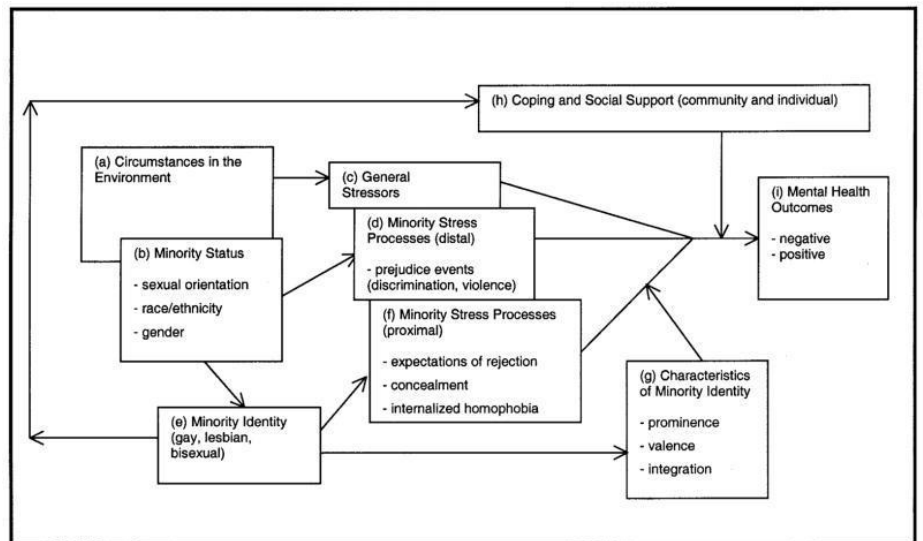 (h) Coping and Social Support (community and individual)
(a) Circumstances in the
Environment
(c) General
Stressors
(i) Mental Health
Outcomes
- negative
- positive
(d) Minority Stress
Processes (distal)
- prejudice events
(discrimination, violence)
(b) Minority Status
- sexual orientation
- race/ethnicity
- gender
(f) Minority Stress Processes
(proximal)
- expectations of rejection
- concealment
- internalized homophobia
(g) Characteristics
of Minority Identity
- prominence
- valence
- integration
(e) Minority Identity
(gay, lesbian,
bisexual)